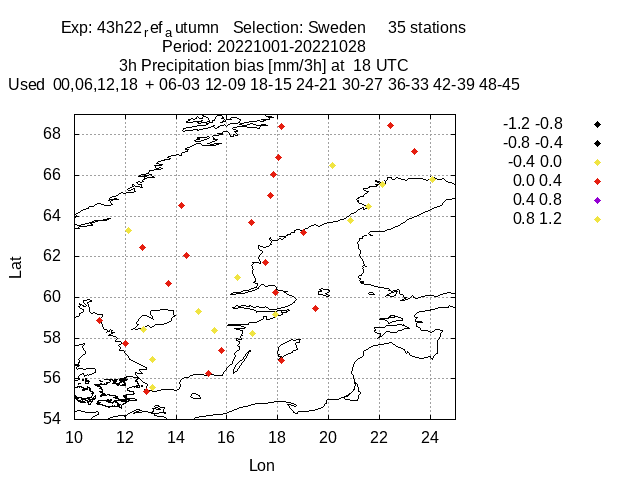 Exp: 43h22ref_autumn   Selection: Sweden     35 stations
Period: 20221001-20221028
3h Precipitation bias [mm/3h] at  18 UTC
Used  00,06,12,18  + 06-03 12-09 18-15 24-21 30-27 36-33 42-39 48-45
-1.2 -0.8
-0.8 -0.4
-0.4 0.0
0.0 0.4
0.4 0.8
0.8 1.2
68
66
64
62
60
58
56
54
Lat
10 12 14 16 18 20 22 24
Lon